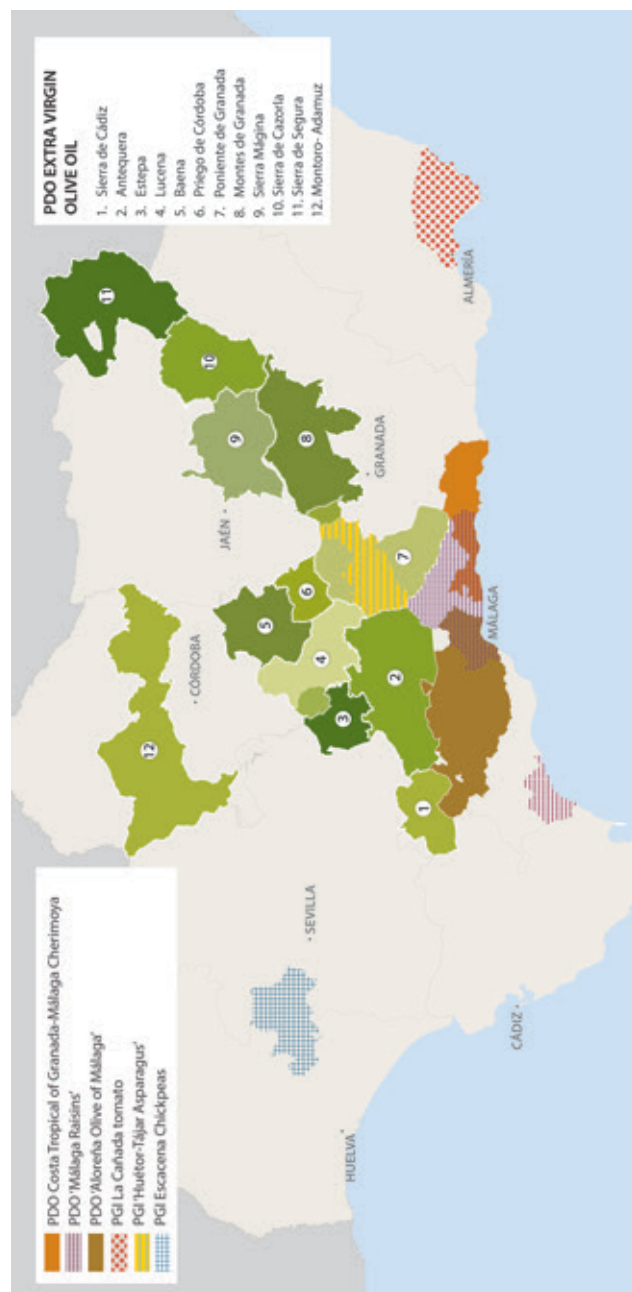 PDO Costa Tropical of Granada-Málaga Cherimoya
PDO 'Málaga Raisins'
PDO 'Aloreña Olive of Málaga'
PGI La Cañada tomato
PGI 'Huétor-Tájar Asparagus'
PGI Escacena Chickpeas
PDO EXTRA VIRGIN
OLIVE OIL
1. Sierra de Cádiz
2. Antequera
3. Estepa
4. Lucena
5. Baena
6. Priego de Córdoba
7. Poniente de Granada
8. Montes de Granada
9. Sierra Mágina
10. Sierra de Cazorla
11. Sierra de Segura
12. Montoro- Adamuz
11
12
CÓRDOBA
10
9
JAÉN
5
6
8
4
3
GRANADA
SEVILLA
2
7
1
HUELVA
MÁLAGA
ALMERÍA
CÁDIZ